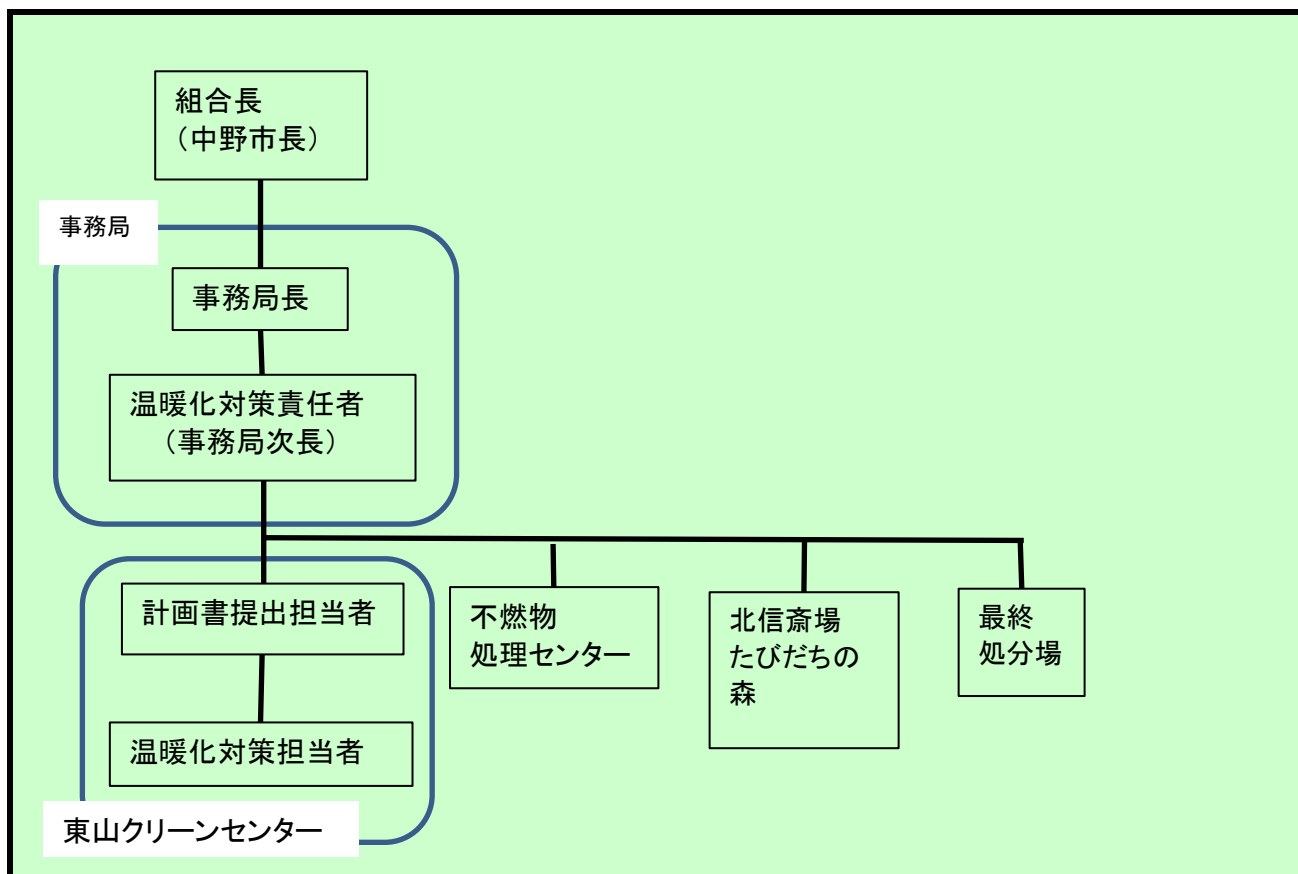 組合長
（中野市長）
事務局
事務局長
温暖化対策責任者
（事務局次長）
計画書提出担当者
温暖化対策担当者
東山クリーンセンター
不燃物
処理センター
北信斎場
たびだちの
森
最終
処分場